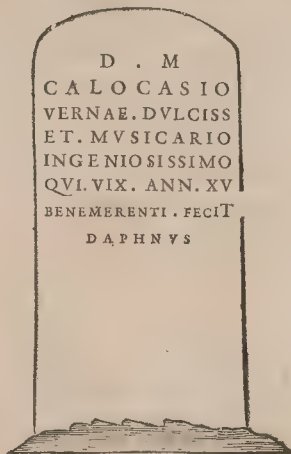 D . M
CALOCASIO
VERNAE. DVLCISS
ET. MVSICARIO
INGENIOSISSIMO
QVI. VIX. ANN. XV
BENEMERENTI. FECIT
DAPHNVS